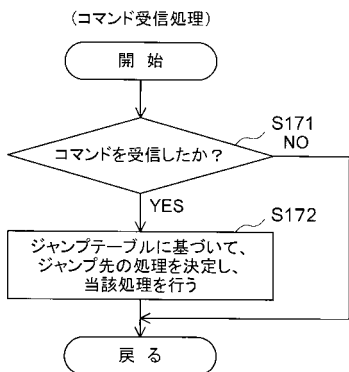 (コマンド受信処理)
開 始
S171
コマンドを受信したか?
NO
YES
S172
ジャンプテーブルに基づいて、
ジャンプ先の処理を決定し、
当該処理を行う
戻 る